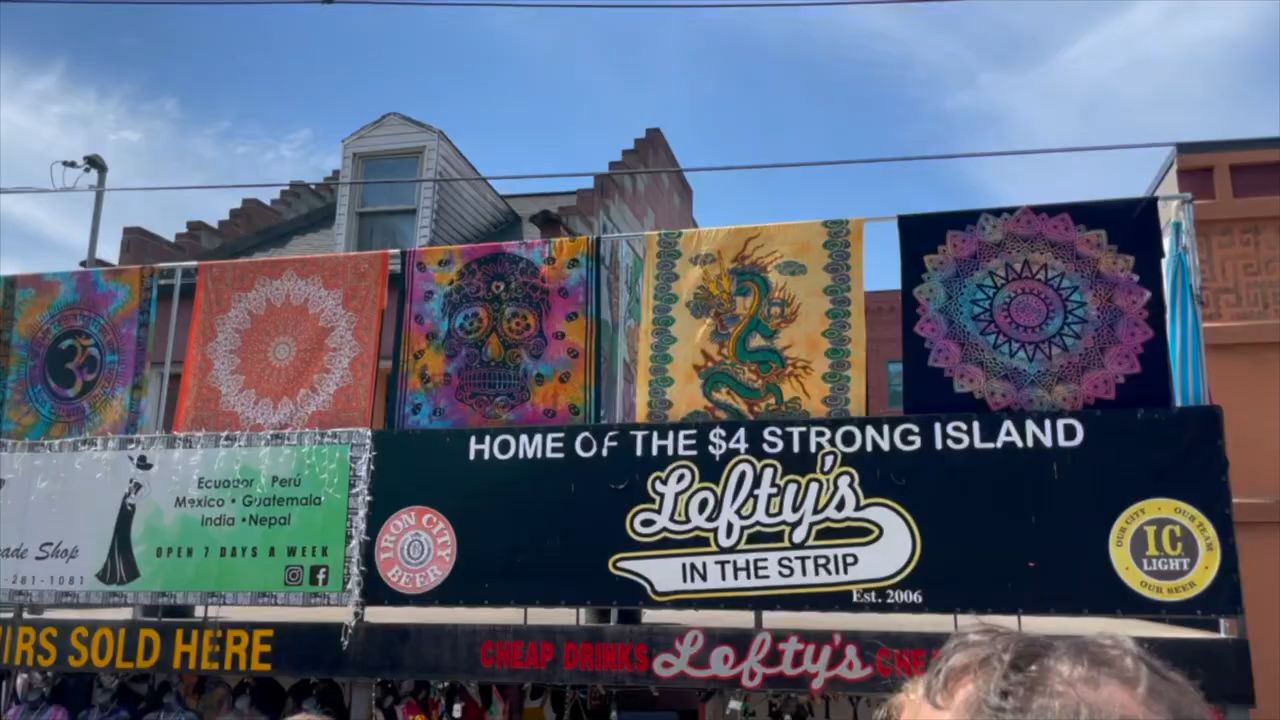 HOME OF THE $4 STRONG ISLAND
Lefty's
IN THE STRIP
Est. 2006
IRON CITY
BEER
OUR CITY • OUR TEAM
I.C.
LIGHT
OUR BEER
Ecuador Perú
Mexico • Guatemala
India • Nepal
OPEN 7 DAYS A WEEK
ade Shop
-281-1081
IRS SOLD HERE
CHEAP DRINKS Lefty's CHE
ॐ